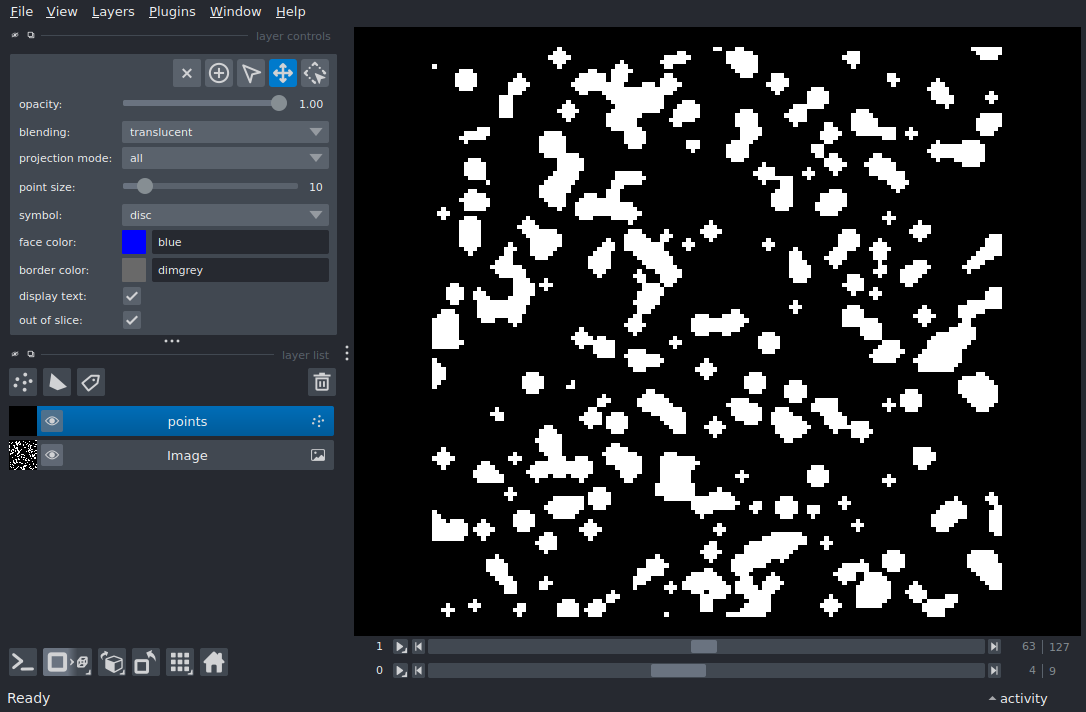 File View Layers Plugins Window Help
layer controls
opacity: 1.00
blending: translucent
projection mode: all
point size: 10
symbol: disc
face color: blue
border color: dimgrey
display text:
out of slice:
layer list
points
Image
1 63 127
0 4 9
Ready activity